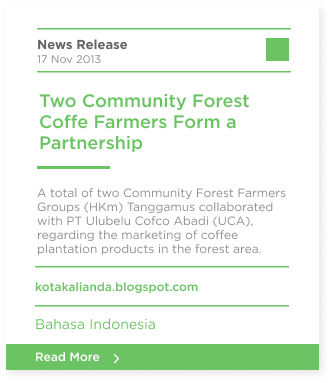 News Release
17 Nov 2013
Two Community Forest
Coffe Farmers Form a
Partnership
A total of two Community Forest Farmers
Groups (HKm) Tanggamus collaborated
with PT Ulubelu Cofco Abadi (UCA),
regarding the marketing of coffee
plantation products in the forest area.
kotakalianda.blogspot.com
Bahasa Indonesia
Read More